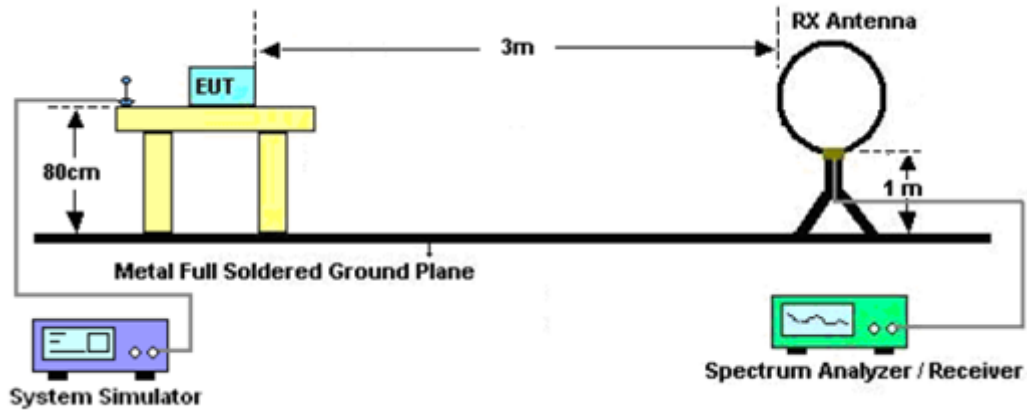 RX Antenna
3m
EUT
80cm
1 m
Metal Full Soldered Ground Plane
System Simulator
Spectrum Analyzer / Receiver